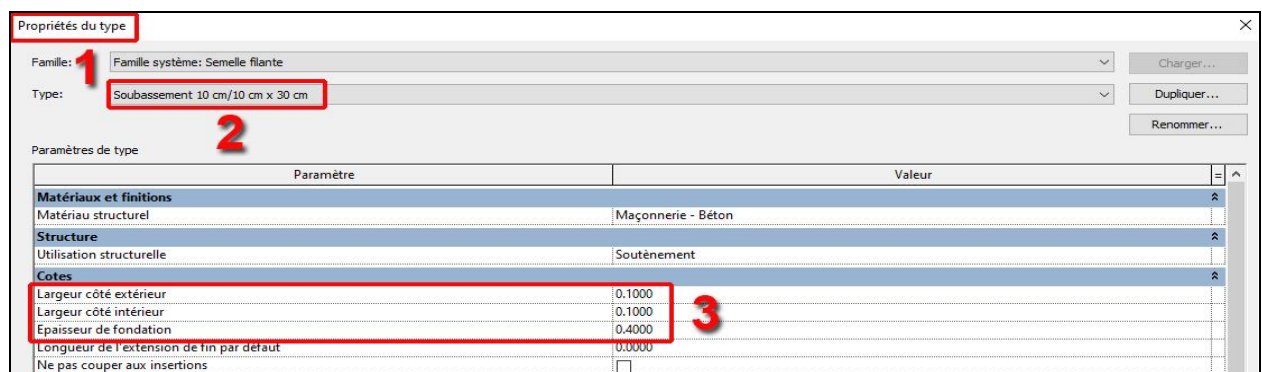 Propriétés du type
Famille: Famille système: Semelle filante Charger...
1
Type: Soubassement 10 cm/10 cm x 30 cm Dupliquer...
2
Renommer...
Paramètres de type
Paramètre Valeur =
Matériaux et finitions
Matériau structurel Maçonnerie - Béton
Structure
Utilisation structurelle Soutènement
Cotes
Largeur côté extérieur 0.1000
Largeur côté intérieur 0.1000
3
Epaisseur de fondation 0.4000
Longueur de l'extension de fin par défaut 0.0000
Ne pas couper aux insertions